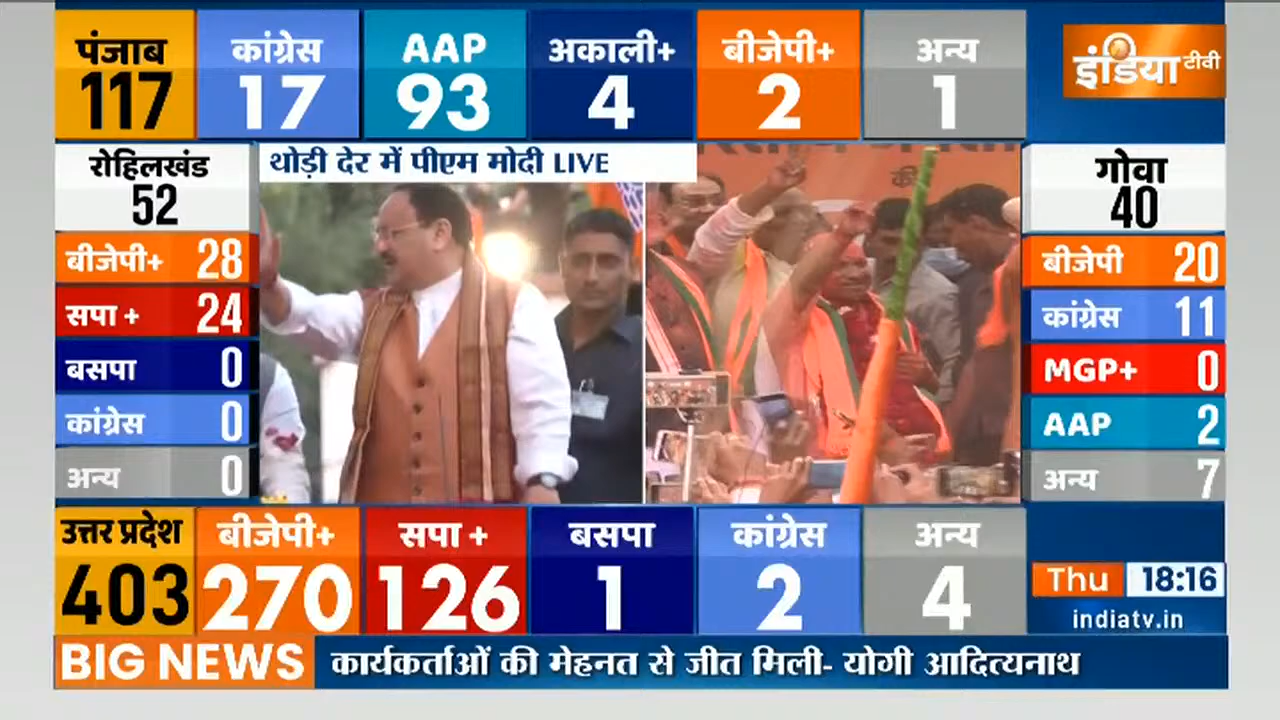 पंजाब
117
कांग्रेस
17
AAP
93
अकाली+
4
बीजेपी+
2
अन्य
1
इंडिया टीवी
रोहिलखंड
52
बीजेपी+ 28
सपा + 24
बसपा 0
कांग्रेस 0
अन्य 0
थोड़ी देर में पीएम मोदी LIVE
गोवा
40
बीजेपी 20
कांग्रेस 11
MGP+ 0
AAP 2
अन्य 7
उत्तर प्रदेश
403
बीजेपी+
270
सपा +
126
बसपा
1
कांग्रेस
2
अन्य
4
Thu 18:16
indiatv.in
BIG NEWS कार्यकर्ताओं की मेहनत से जीत मिली- योगी आदित्यनाथ